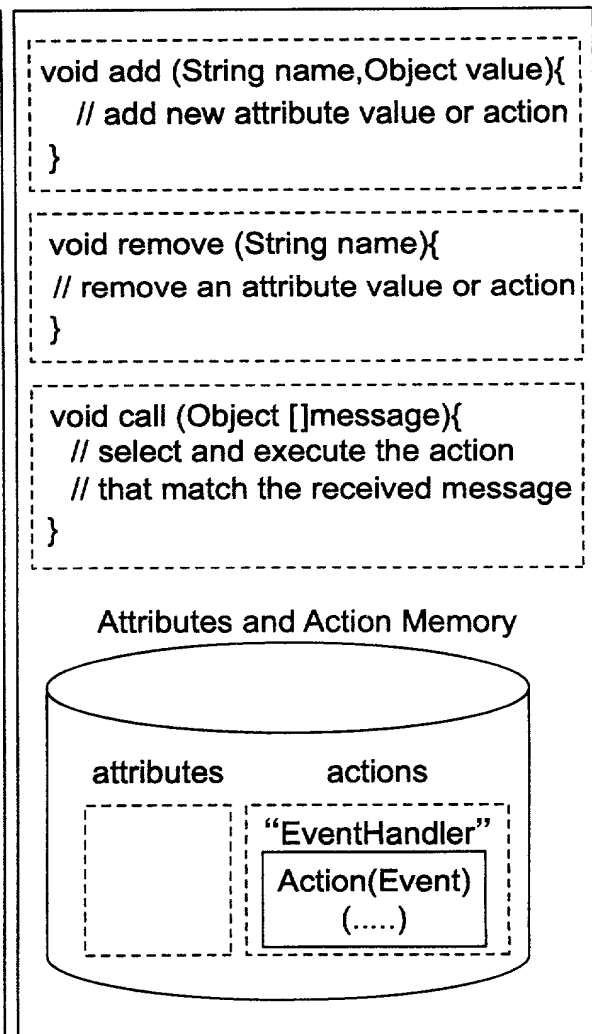 void add (String name,Object value){
// add new attribute value or action
}
void remove (String name){
// remove an attribute value or action
}
void call (Object []message){
// select and execute the action
// that match the received message
}
Attributes and Action Memory
attributes actions
“EventHandler”
Action(Event)
(.....)